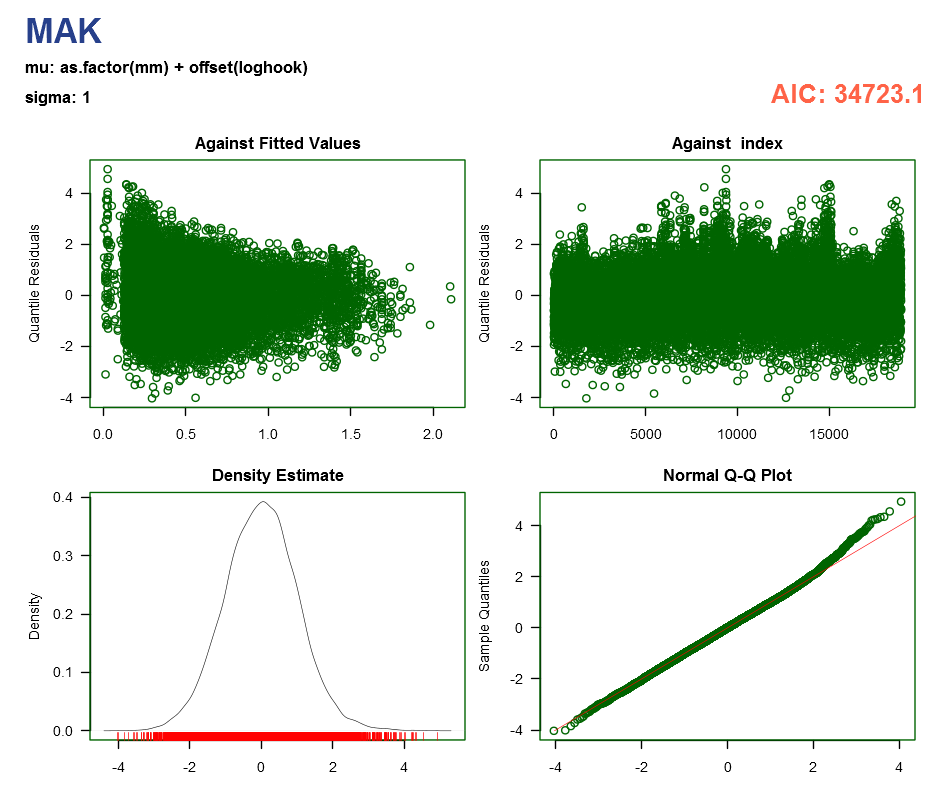 MAK
mu: as.factor(mm) + offset(loghook)
sigma: 1
AIC: 34723.1
Against Fitted Values
Quantile Residuals
4
2
0
-2
-4
0.0 0.5 1.0 1.5 2.0
Against index
Quantile Residuals
4
2
0
-2
-4
0 5000 10000 15000
Density Estimate
Density
0.4
0.3
0.2
0.1
0.0
-4 -2 0 2 4
Normal Q-Q Plot
Sample Quantiles
4
2
0
-2
-4
-4 -2 0 2 4